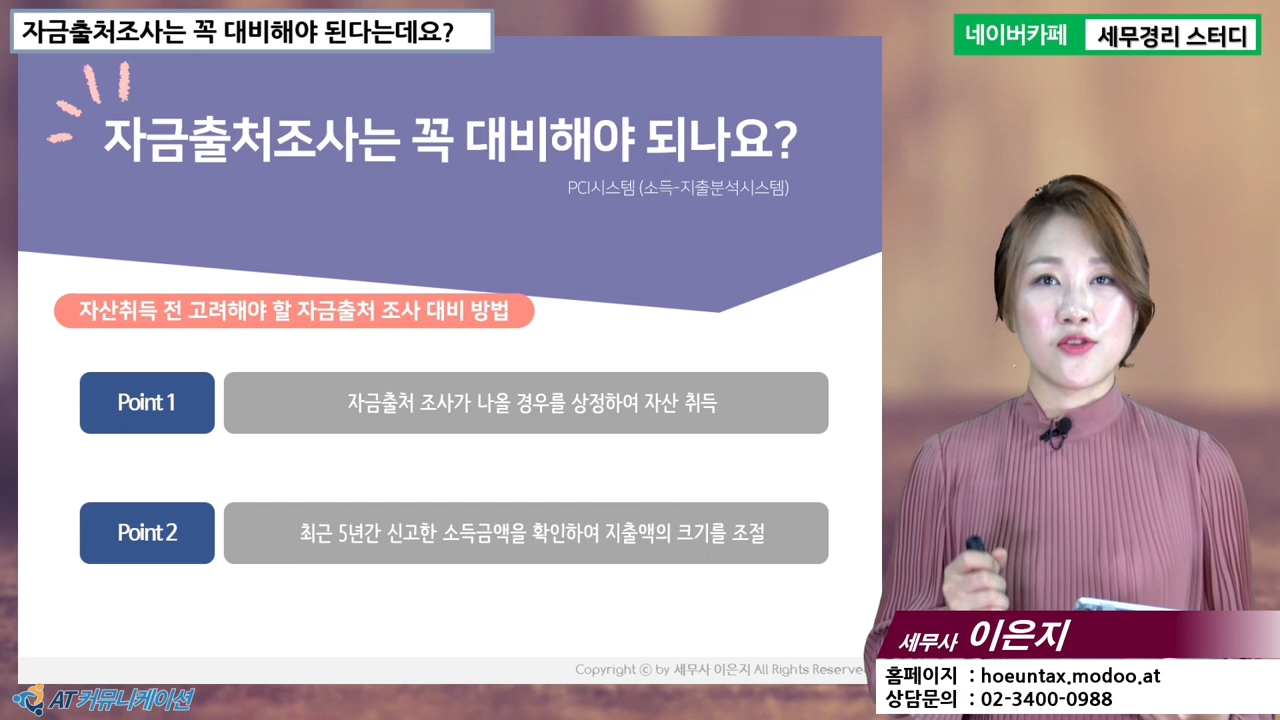 자금출처조사는 꼭 대비해야 된다는데요?
네이버카페 세무경리 스터디
자금출처조사는 꼭 대비해야 되나요?
PCI시스템 (소득-지출분석시스템)
자산취득 전 고려해야 할 자금출처 조사 대비 방법
Point 1 자금출처 조사가 나올 경우를 상정하여 자산 취득
Point 2 최근 5년간 신고한 소득금액을 확인하여 지출액의 크기를 조절
Copyright ⓒ by 세무사 이은지 All Rights Reserve
세무사 이은지
홈페이지 : hoeuntax.modoo.at
상담문의 : 02-3400-0988
AT커뮤니케이션